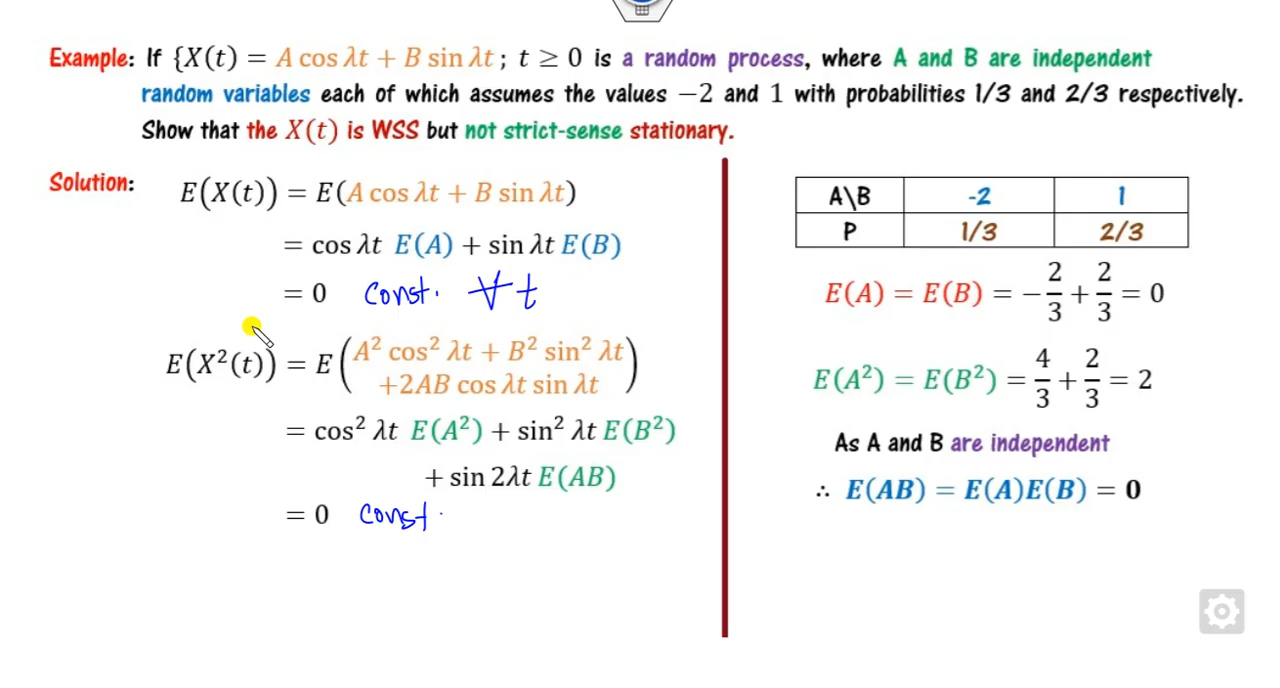 Example: If {X(t) = A cos λt + B sin λt ; t ≥ 0 is a random process, where A and B are independent
random variables each of which assumes the values −2 and 1 with probabilities 1/3 and 2/3 respectively.
Show that the X(t) is WSS but not strict-sense stationary.
Solution:
E(X(t)) = E(A cos λt + B sin λt)
= cos λt E(A) + sin λt E(B)
= 0 const. ∀ t
E(X²(t)) = E(A² cos² λt + B² sin² λt
+2AB cos λt sin λt)
= cos² λt E(A²) + sin² λt E(B²)
+ sin 2λt E(AB)
= 0 const.
A\B -2 1
P 1/3 2/3
E(A) = E(B) = −2/3 + 2/3 = 0
E(A²) = E(B²) = 4/3 + 2/3 = 2
As A and B are independent
∴ E(AB) = E(A)E(B) = 0